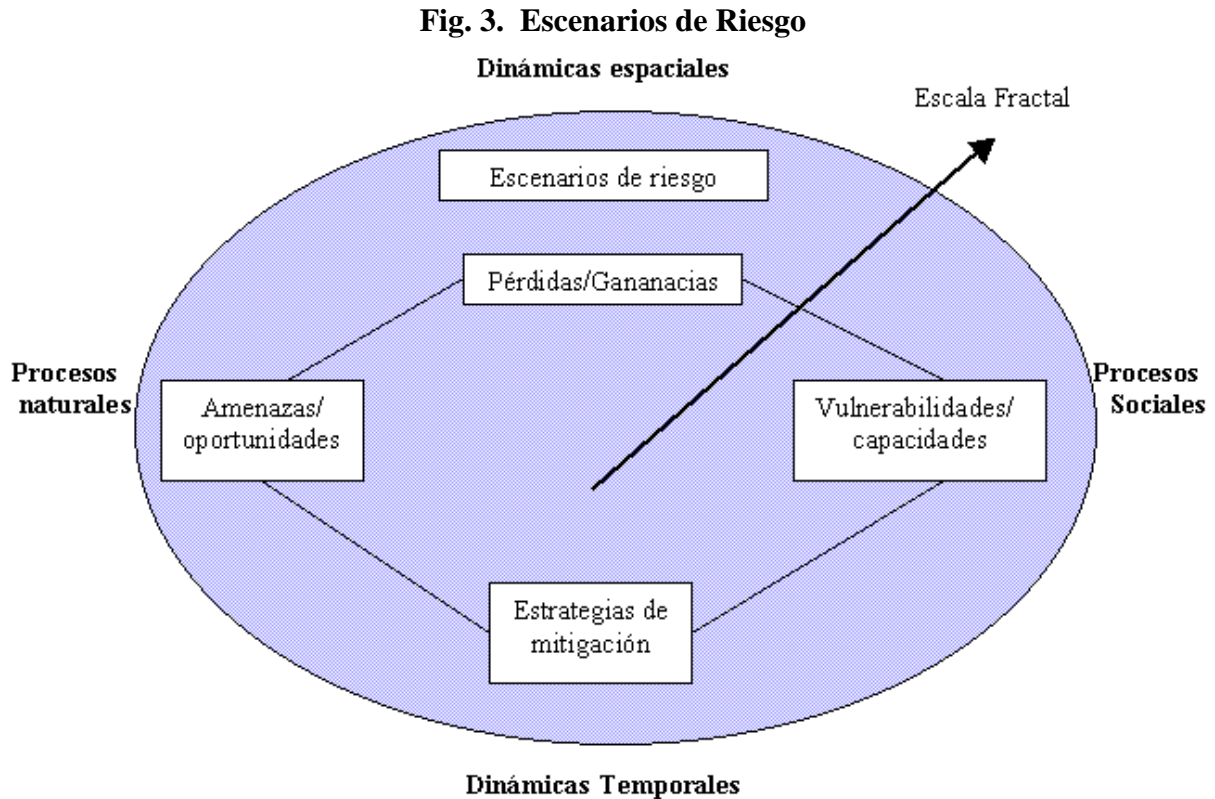 Fig. 3. Escenarios de Riesgo
Dinámicas espaciales
Escala Fractal
Escenarios de riesgo
Pérdidas/Gananacias
Procesos
naturales
Amenazas/
oportunidades
Vulnerabilidades/
capacidades
Procesos
Sociales
Estrategias de
mitigación
Dinámicas Temporales